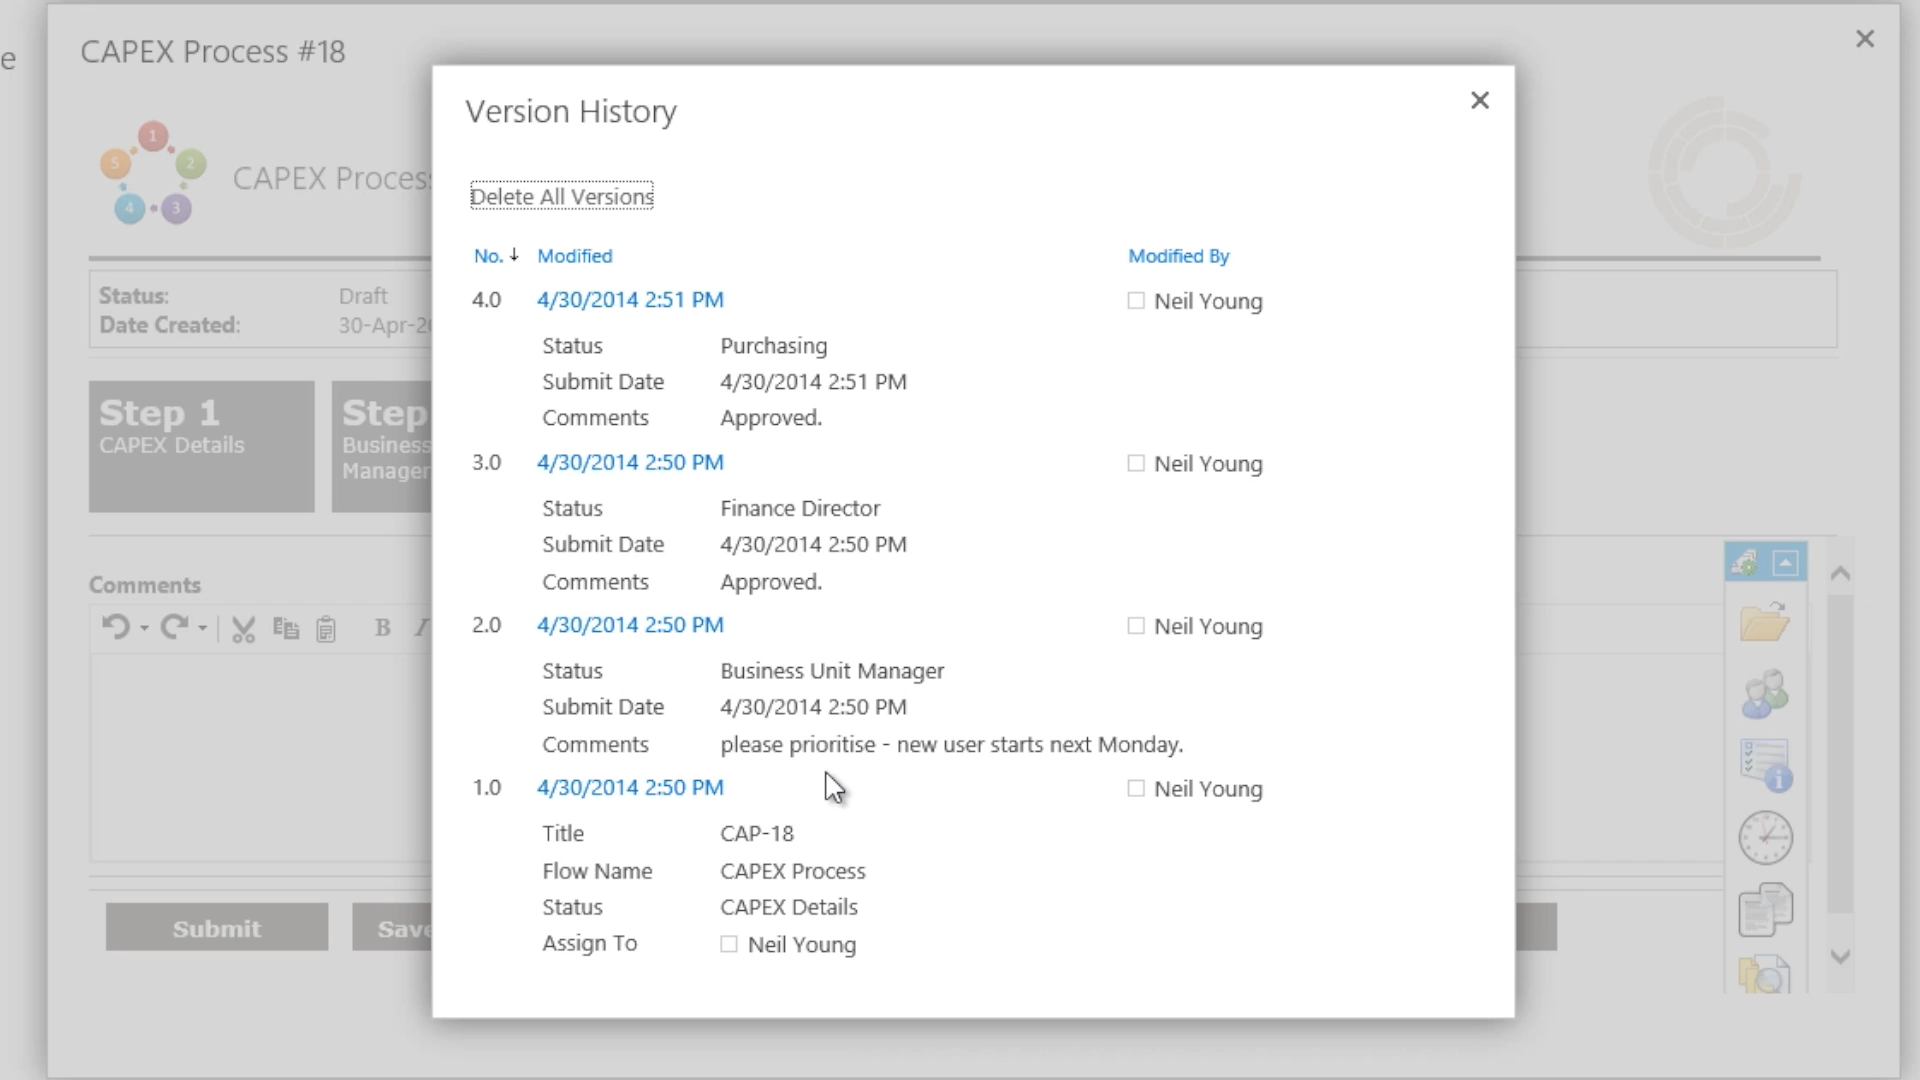 e
CAPEX Process #18
1
2
3
4
5
CAPEX Process
Status: Draft
Date Created: 30-Apr-20
Step 1
CAPEX Details
Step
Business
Manager
Comments
B I
Submit
Save
Version History
Delete All Versions
No. ↓ Modified Modified By
4.0 4/30/2014 2:51 PM Neil Young
Status Purchasing
Submit Date 4/30/2014 2:51 PM
Comments Approved.
3.0 4/30/2014 2:50 PM Neil Young
Status Finance Director
Submit Date 4/30/2014 2:50 PM
Comments Approved.
2.0 4/30/2014 2:50 PM Neil Young
Status Business Unit Manager
Submit Date 4/30/2014 2:50 PM
Comments please prioritise - new user starts next Monday.
1.0 4/30/2014 2:50 PM Neil Young
Title CAP-18
Flow Name CAPEX Process
Status CAPEX Details
Assign To Neil Young